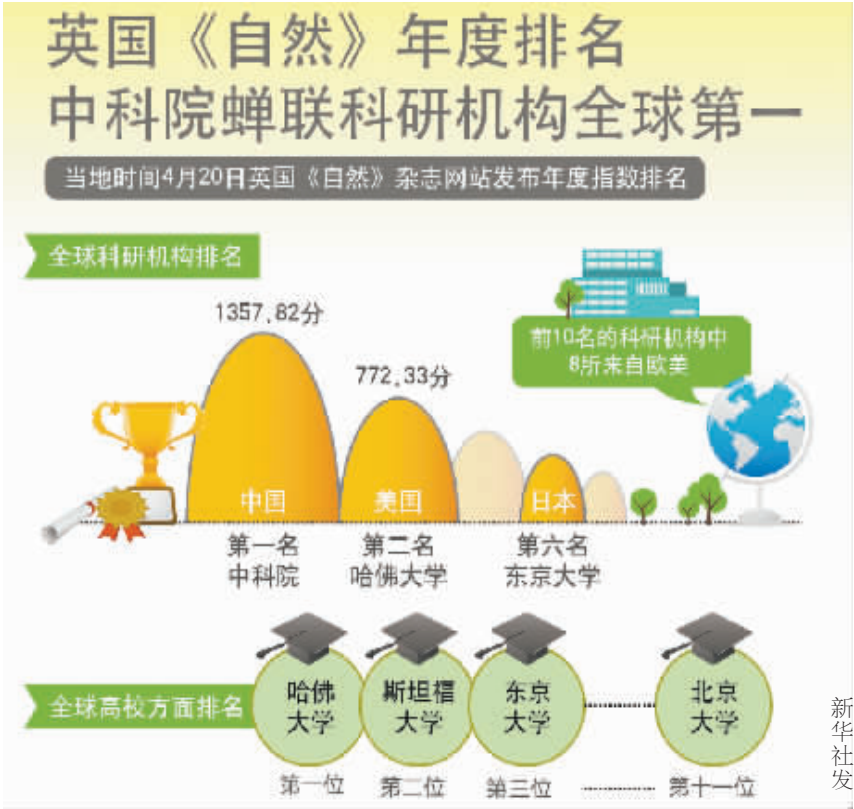 英国《自然》年度排名
中科院蝉联科研机构全球第一
当地时间4月20日英国《自然》杂志网站发布年度指数排名
全球科研机构排名
1357.82分
772.33分
前10名的科研机构中
8所来自欧美
中国
美国
日本
第一名
中科院
第二名
哈佛大学
第六名
东京大学
全球高校方面排名
哈佛
大学
斯坦福
大学
东京
大学
北京
大学
第一位
第二位
第三位
第十一位
新华社发